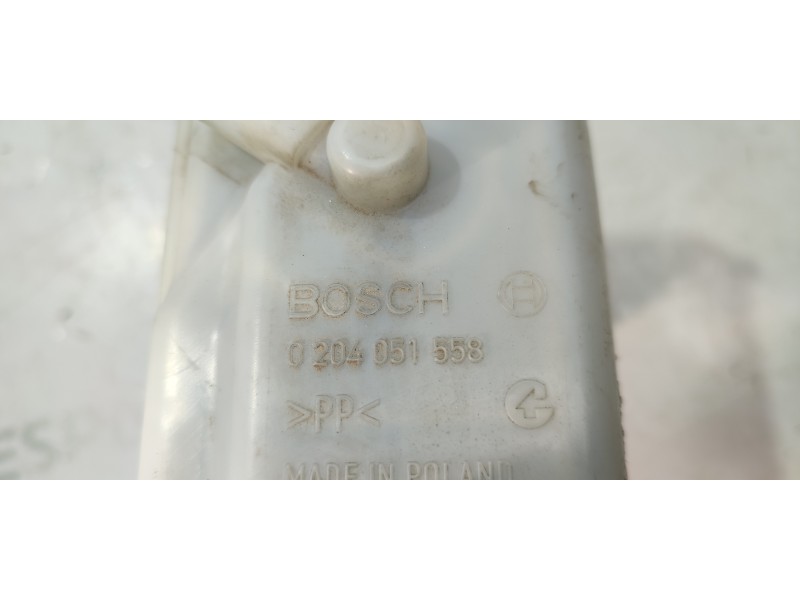 BOSCH
0 204 051 558
>PP<
MADE IN POLAND